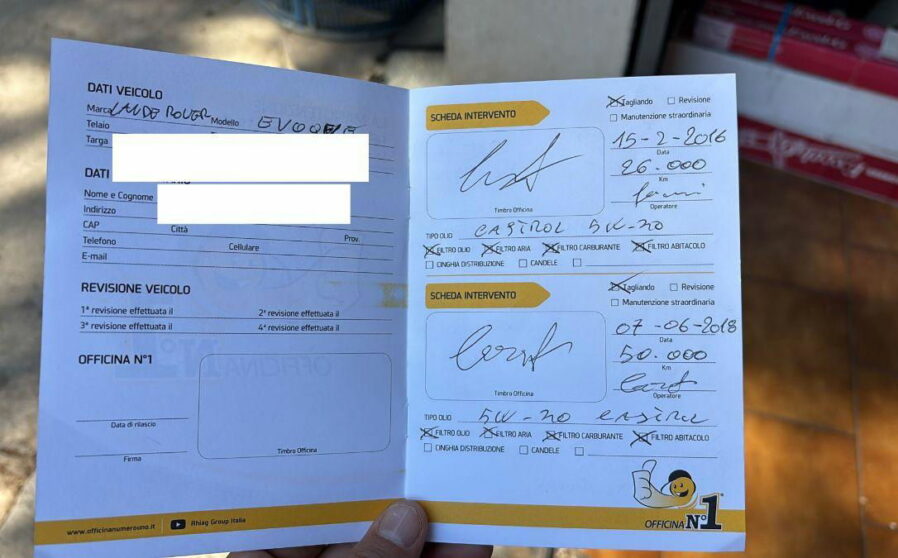 DATI VEICOLO
Marca LANDE ROVER Modello EVOQUE
Telaio
Targa
DATI
Nome e Cognome
Indirizzo
CAP Città Prov.
Telefono Cellulare
E-mail
REVISIONE VEICOLO
1ª revisione effettuata il 2ª revisione effettuata il
3ª revisione effettuata il 4ª revisione effettuata il
OFFICINA N°1
Data di rilascio
Firma
Timbro Officina
www.officinanumerouno.it Rhiag Group Italia
SCHEDA INTERVENTO
Tagliando Revisione
Manutenzione straordinaria
15-2-2016
Data
26.000
Km
Operatore
Timbro Officina
TIPO OLIO CASTROL 5W-20
FILTRO OLIO FILTRO ARIA FILTRO CARBURANTE FILTRO ABITACOLO
CINGHIA DISTRIBUZIONE CANDELE
SCHEDA INTERVENTO
Tagliando Revisione
Manutenzione straordinaria
07-06-2018
Data
50.000
Km
Operatore
Timbro Officina
TIPO OLIO 5W-20 CASTROL
FILTRO OLIO FILTRO ARIA FILTRO CARBURANTE FILTRO ABITACOLO
CINGHIA DISTRIBUZIONE CANDELE
OFFICINA N°1